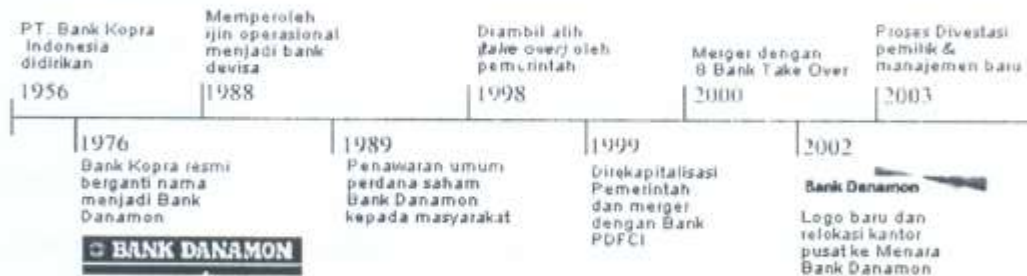 PT. Bank Kopra
Indonesia
didirikan
1956
Memperoleh
ijin operasional
menjadi bank
devisa
1988
Diambil alih
(take over) oleh
pemerintah
1998
Merger dengan
8 Bank Take Over
2000
Proses Divestasi
pemilik &
manajemen baru
2003
1976
Bank Kopra resmi
berganti nama
menjadi Bank
Danamon
BANK DANAMON
1989
Penawaran umum
perdana saham
Bank Danamon
kepada masyarakat
1999
Direkapitalisasi
Pemerintah
dan merger
dengan Bank
PDFCI
2002
Bank Danamon
Logo baru dan
relokasi kantor
pusat ke Menara
Bank Danamon